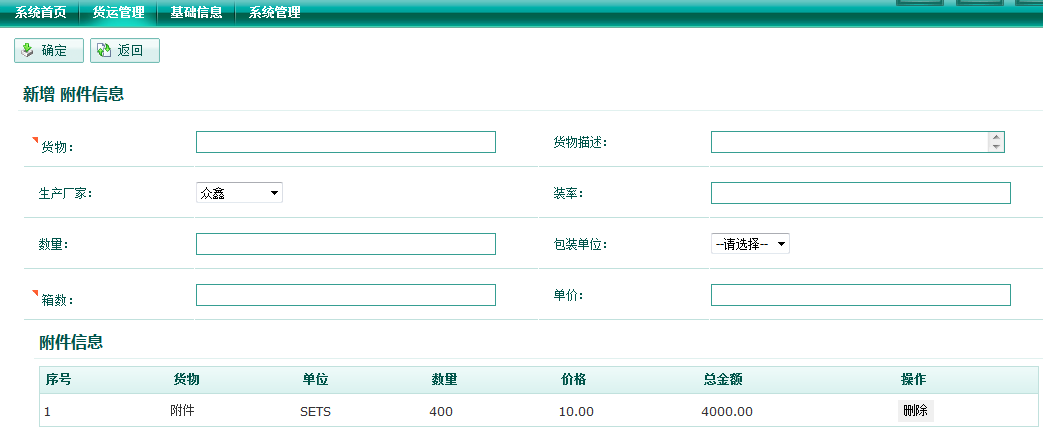 系统首页 货运管理 基础信息 系统管理
确定 返回
新增 附件信息
货物： 货物描述：
生产厂家： 众鑫 装率：
数量： 包装单位： --请选择--
箱数： 单价：
附件信息
序号 货物 单位 数量 价格 总金额 操作
1 附件 SETS 400 10.00 4000.00 删除